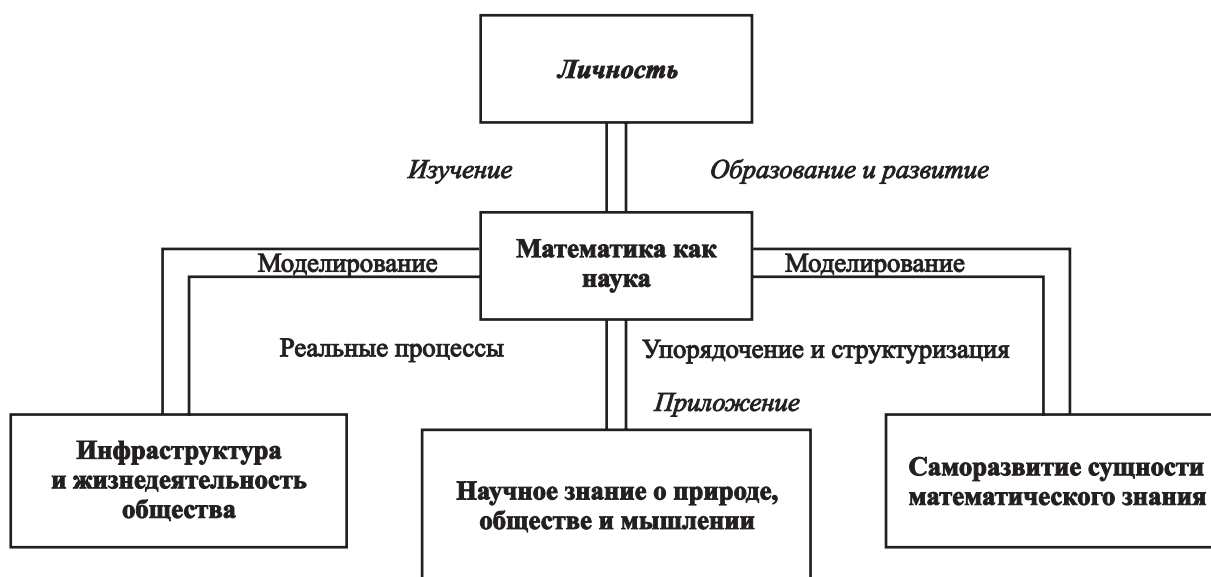 Личность
Изучение
Образование и развитие
Математика как
наука
Моделирование
Моделирование
Реальные процессы
Упорядочение и структуризация
Приложение
Инфраструктура
и жизнедеятельность
общества
Научное знание о природе,
обществе и мышлении
Саморазвитие сущности
математического знания